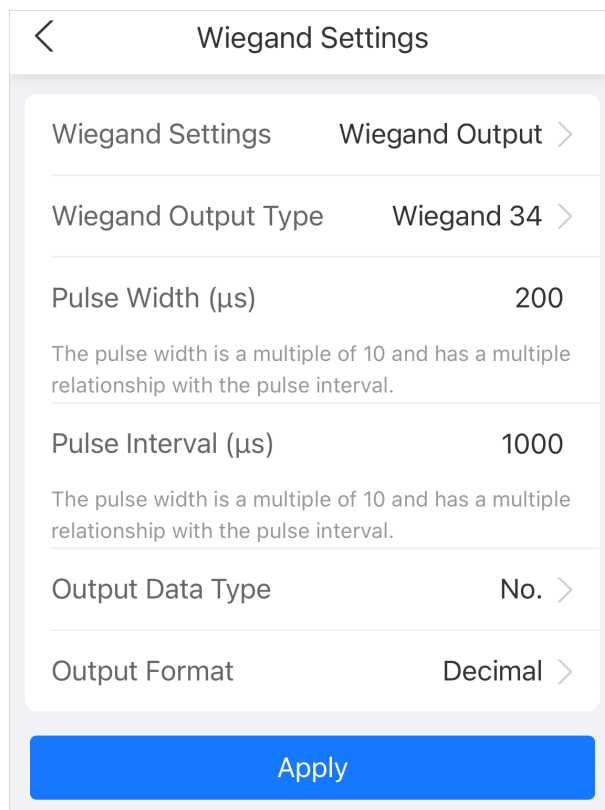 Wiegand Settings
Wiegand Settings Wiegand Output
Wiegand Output Type Wiegand 34
Pulse Width (μs) 200
The pulse width is a multiple of 10 and has a multiple
relationship with the pulse interval.
Pulse Interval (μs) 1000
The pulse width is a multiple of 10 and has a multiple
relationship with the pulse interval.
Output Data Type No.
Output Format Decimal
Apply